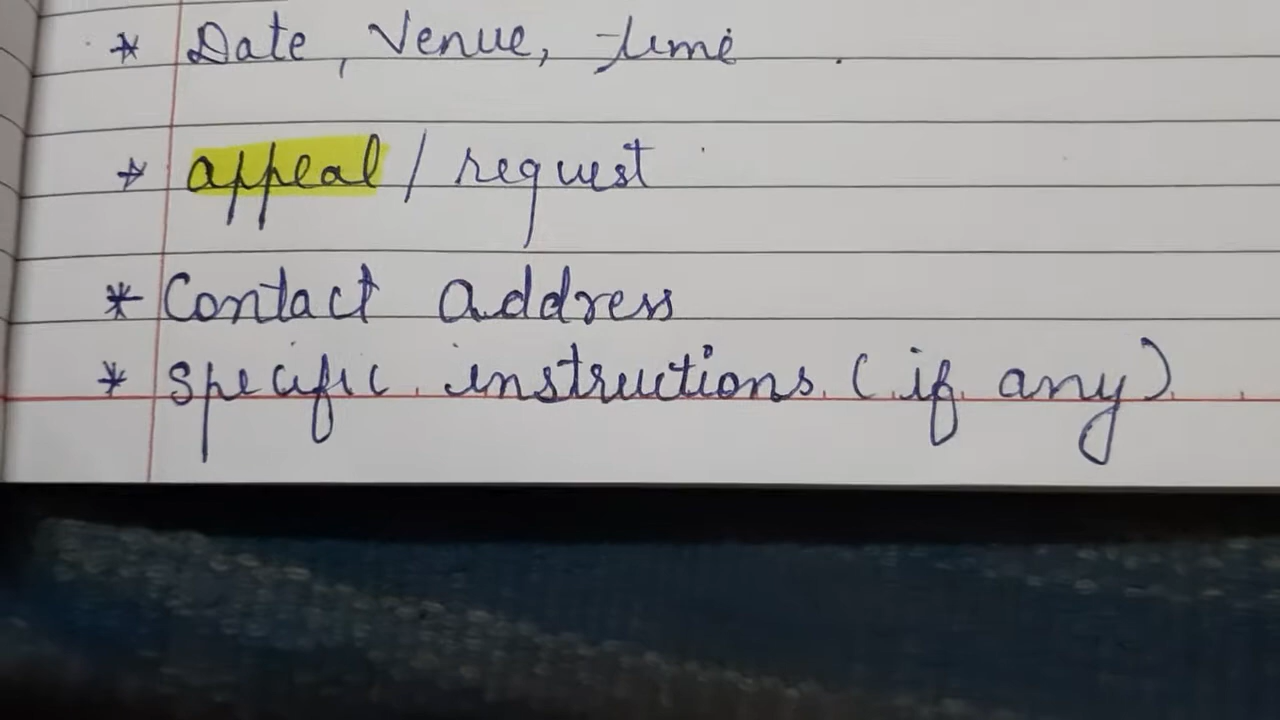 * Date, Venue, time
* appeal / request
* Contact address
* specific instructions (if any)